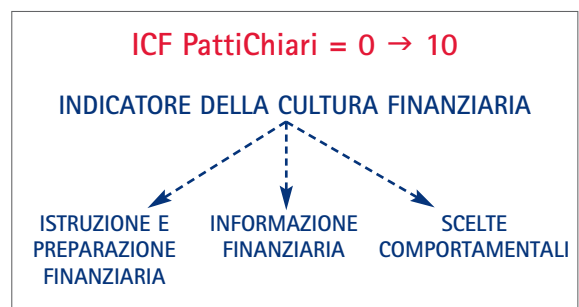 ICF PattiChiari = 0 → 10
INDICATORE DELLA CULTURA FINANZIARIA
ISTRUZIONE E
PREPARAZIONE
FINANZIARIA
INFORMAZIONE
FINANZIARIA
SCELTE
COMPORTAMENTALI